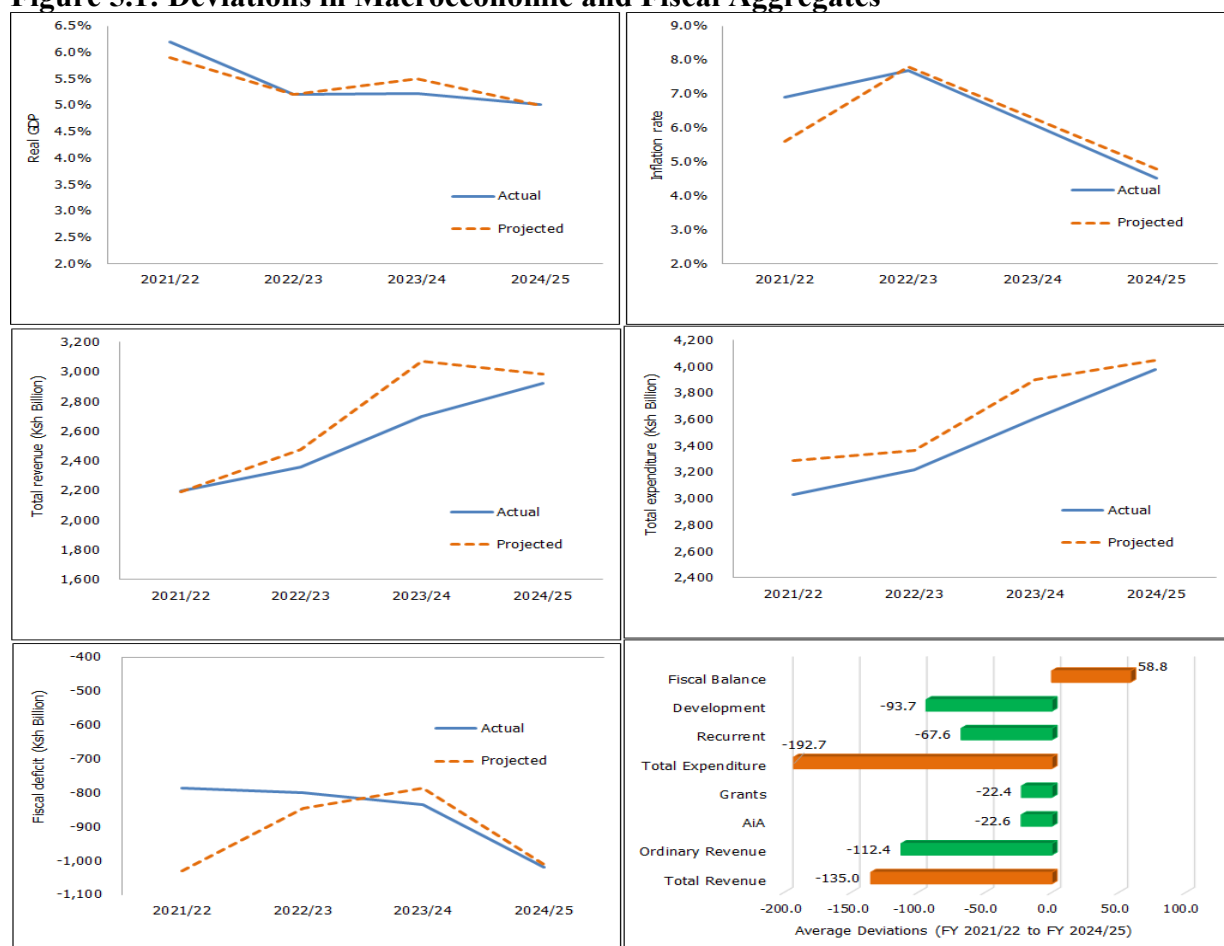 Figure 3.1: Deviations in Macroeconomic and Fiscal Aggregates
6.5%
6.0%
5.5%
5.0%
4.5%
4.0%
3.5%
3.0%
2.5%
2.0%
Real GDP
Actual
Projected
2021/22 2022/23 2023/24 2024/25
9.0%
8.0%
7.0%
6.0%
5.0%
4.0%
3.0%
2.0%
Inflation rate
Actual
Projected
2021/22 2022/23 2023/24 2024/25
3,200
3,000
2,800
2,600
2,400
2,200
2,000
1,800
1,600
Total revenue (Ksh Billion)
Actual
Projected
2021/22 2022/23 2023/24 2024/25
4,200
4,000
3,800
3,600
3,400
3,200
3,000
2,800
2,600
2,400
Total expenditure (Ksh Billion)
Actual
Projected
2021/22 2022/23 2023/24 2024/25
-400
-500
-600
-700
-800
-900
-1,000
-1,100
Fiscal deficit (Ksh Billion)
Actual
Projected
2021/22 2022/23 2023/24 2024/25
Fiscal Balance 58.8
Development -93.7
Recurrent -67.6
Total Expenditure -192.7
Grants -22.4
AiA -22.6
Ordinary Revenue -112.4
Total Revenue -135.0
-200.0 -150.0 -100.0 -50.0 0.0 50.0 100.0
Average Deviations (FY 2021/22 to FY 2024/25)